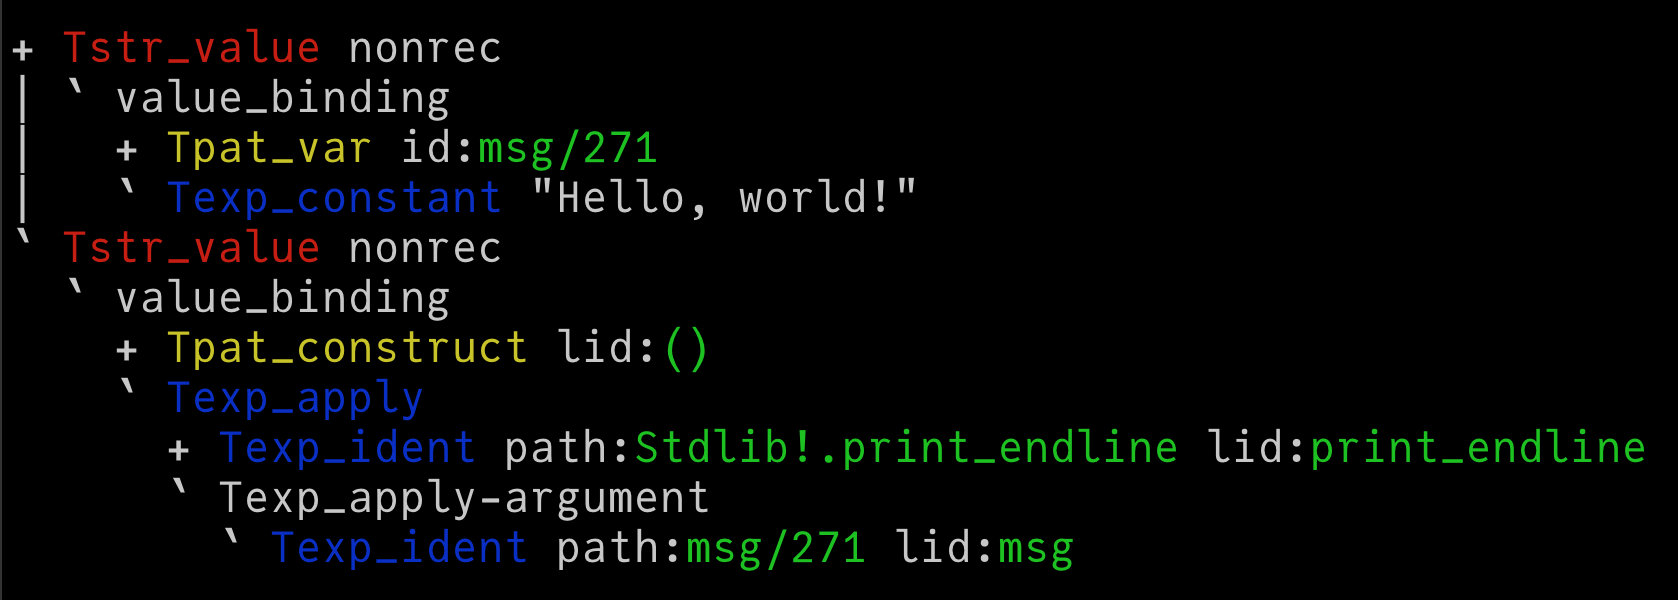 + Tstr_value nonrec
| ` value_binding
|   + Tpat_var id:msg/271
|   ` Texp_constant "Hello, world!"
` Tstr_value nonrec
  ` value_binding
    + Tpat_construct lid:()
    ` Texp_apply
      + Texp_ident path:Stdlib!.print_endline lid:print_endline
      ` Texp_apply-argument
        ` Texp_ident path:msg/271 lid:msg